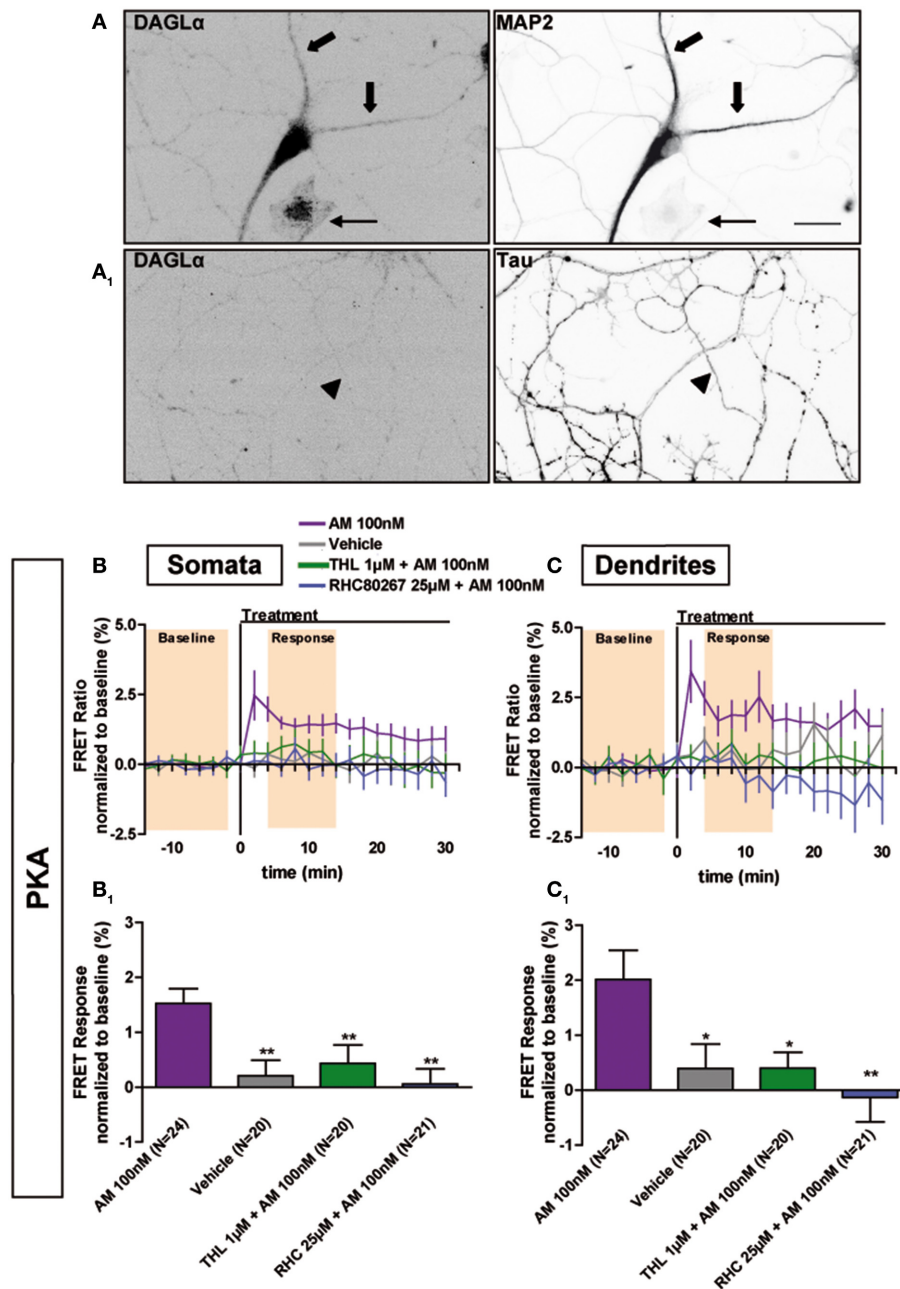 A
DAGLα
MAP2
A1
DAGLα
Tau
AM 100nM
Vehicle
THL 1µM + AM 100nM
RHC80267 25µM + AM 100nM
PKA
B
Somata
Treatment
Baseline
Response
5.0
2.5
0.0
-2.5
FRET Ratio
normalized to baseline (%)
-10
0
10
20
30
time (min)
C
Dendrites
Treatment
Baseline
Response
5.0
2.5
0.0
-2.5
FRET Ratio
normalized to baseline (%)
-10
0
10
20
30
time (min)
B1
FRET Response
normalized to baseline (%)
3
2
1
0
-1
**
**
**
AM 100nM (N=24)
Vehicle (N=20)
THL 1µM + AM 100nM (N=20)
RHC 25µM + AM 100nM (N=21)
C1
FRET Response
normalized to baseline (%)
3
2
1
0
-1
*
*
**
AM 100nM (N=24)
Vehicle (N=20)
THL 1µM + AM 100nM (N=20)
RHC 25µM + AM 100nM (N=21)